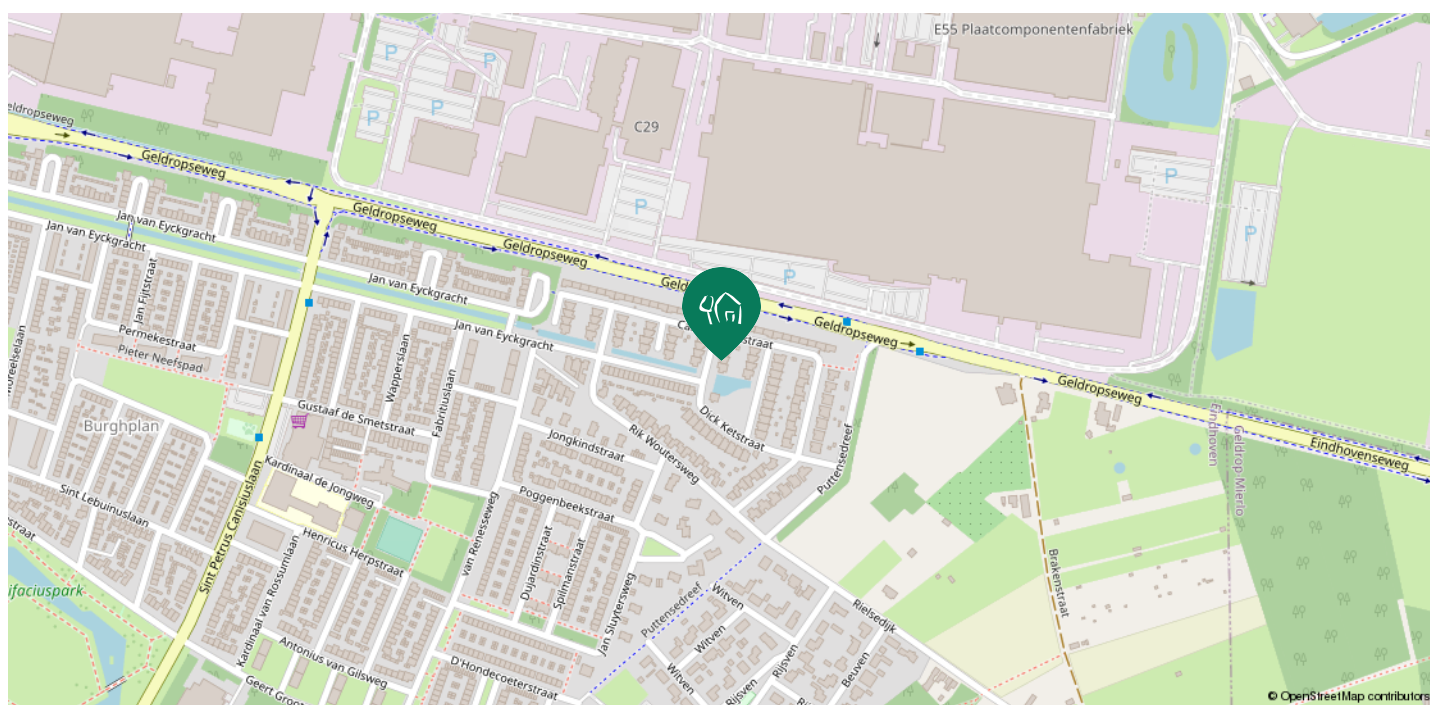 E55 Plaatcomponentenfabriek
P
P
P
P
C29
Geldropseweg
P
P
Geldropseweg
Geldropseweg
Geldropseweg
Jan van Eyckgracht
Jan van Eyckgracht
P
P
Jan van Eyckgracht
Jan Fijtstraat
Geldropseweg
Jan van Eyckgracht
Permekestraat
Pieter Neefspad
Wapperslaan
Fabritiuslaan
Geldropseweg
Gustaaf de Smetstraat
Burghplan
Dick Ketstraat
Rik Woutersweg
Jongkindstraat
Puttensedreef
Eindhoven
Geldrop Mierlo
Eindhovenseweg
Kardinaal de Jongweg
Sint Lebuinuslaan
Poggenbeekstraat
Sint Petrus Canisiuslaan
Henricus Herpstraat
van Renesseweg
Dujardinstraat
Spilmanstraat
Brakenstraat
Kardinaal van Rossumlaan
Jan Sluytersweg
Puttensedreef
Witven
Rielsedijk
Witven
Antonius van Gilsweg
D'Hondecoeterstraat
Witven
Rijsven
Beuven
Rijsven
© OpenStreetMap contributors